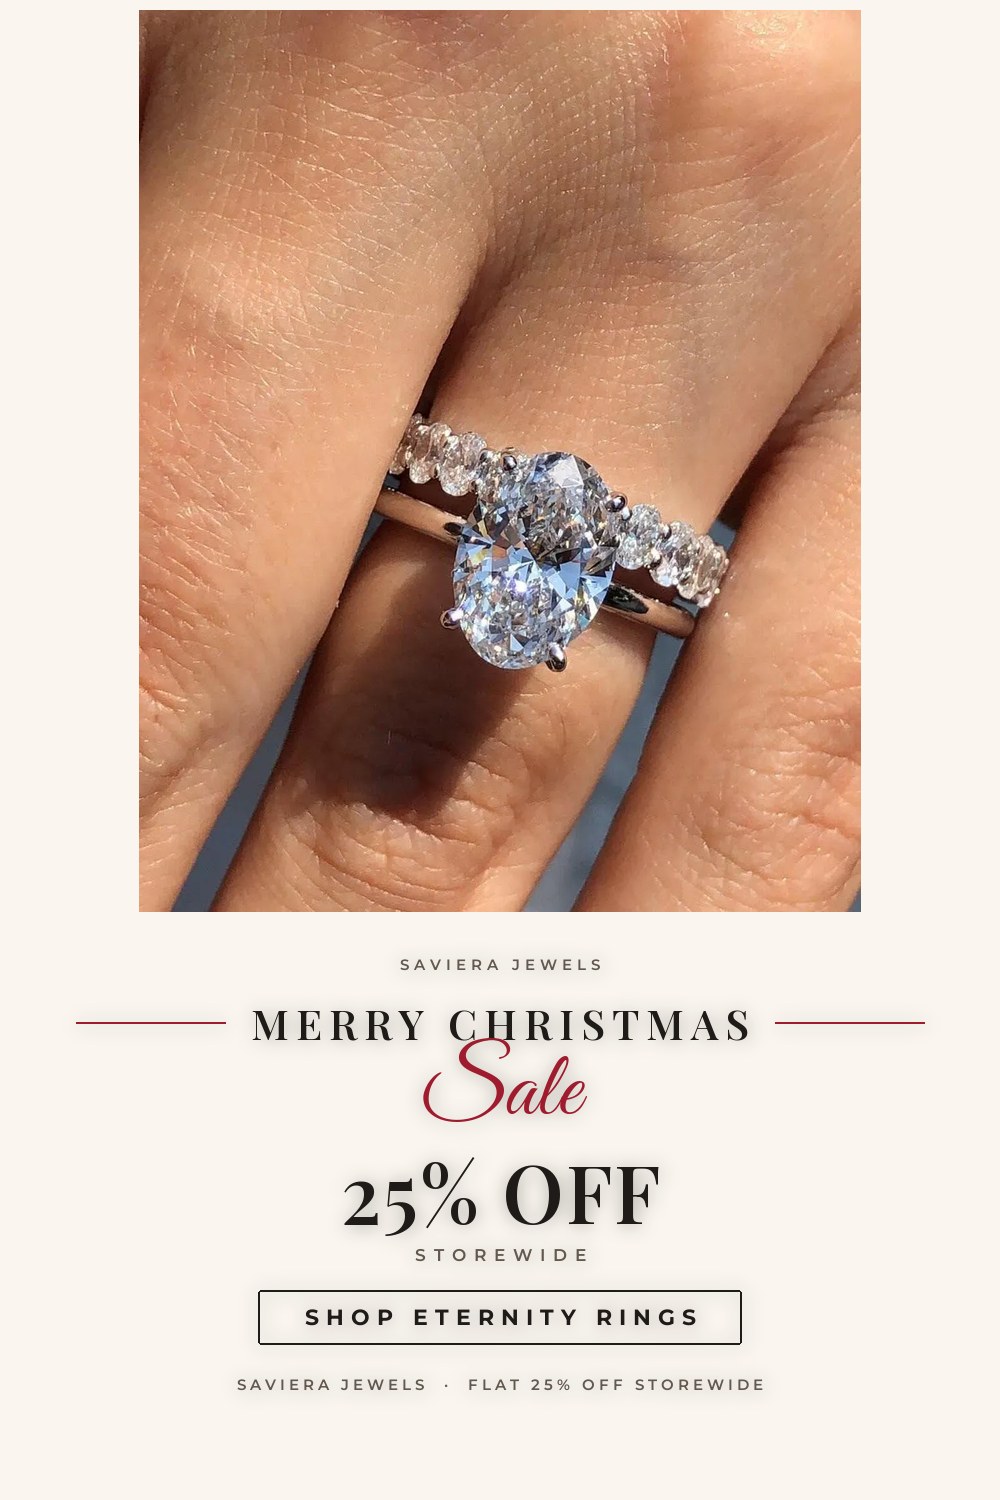 SAVIERA JEWELS
MERRY CHRISTMAS
Sale
25% OFF
STOREWIDE
SHOP ETERNITY RINGS
SAVIERA JEWELS · FLAT 25% OFF STOREWIDE